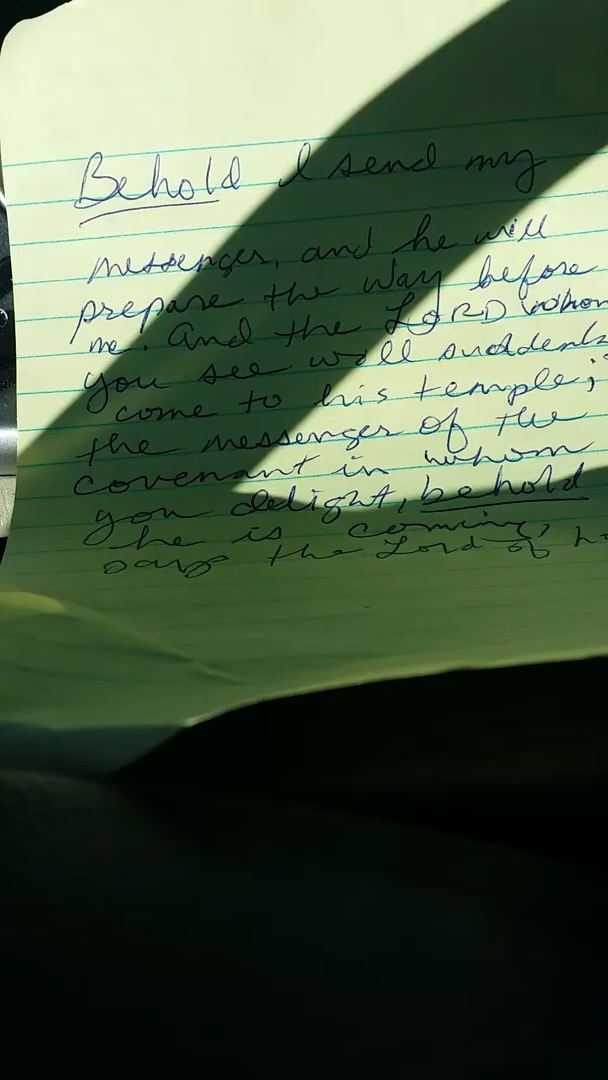 Behold I send my
messenger, and he will
prepare the way before
me. And the LORD whom
you see will suddenly
come to his temple;
the messenger of the
covenant in whom
you delight, behold
he is coming,
says the Lord of